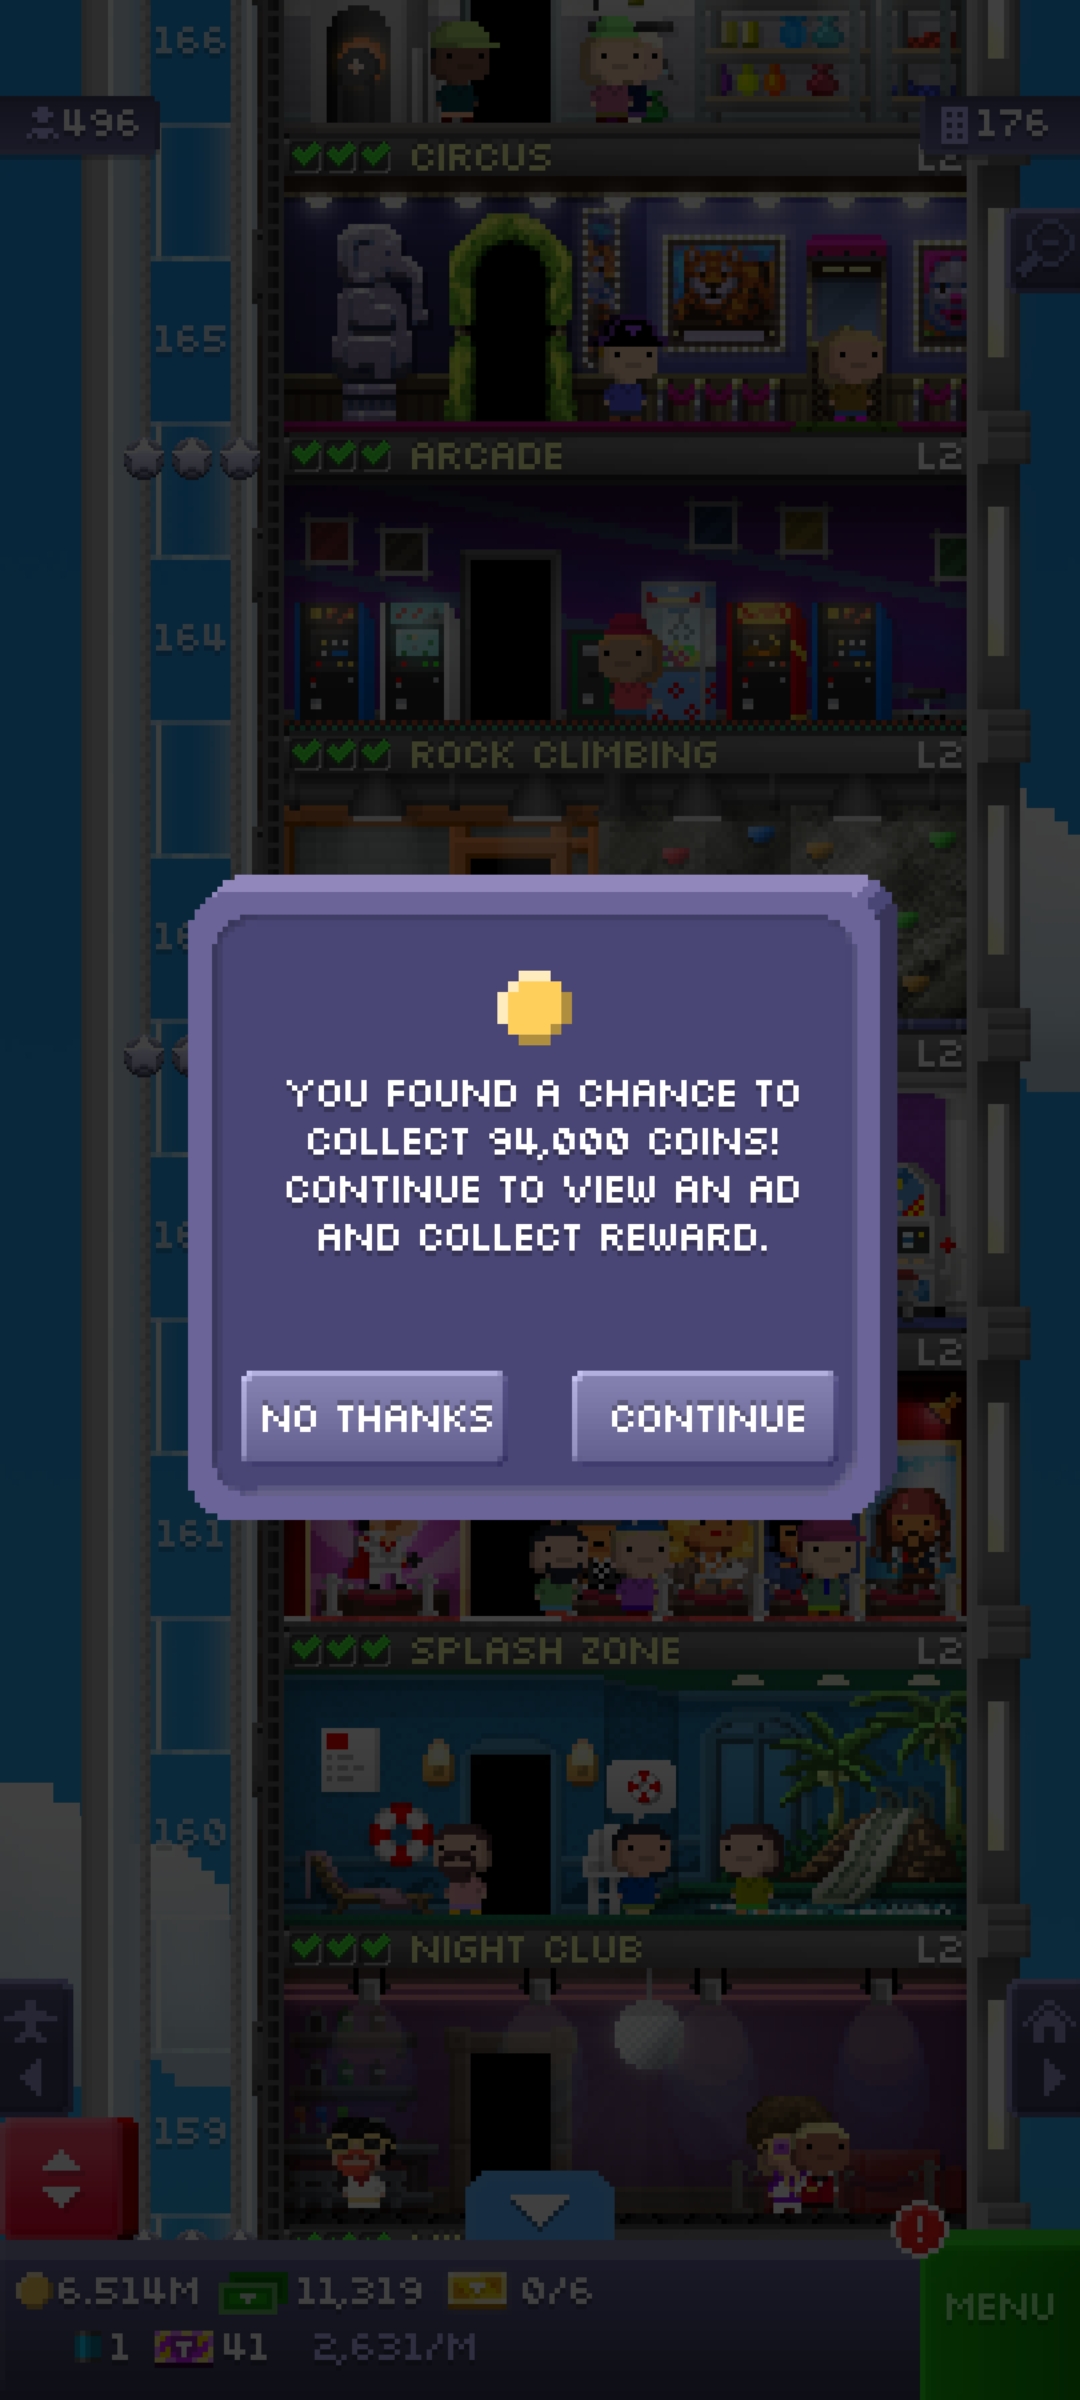 166
496
176
CIRCUS
L2
165
ARCADE
L2
164
ROCK CLIMBING
L2
L2
YOU FOUND A CHANCE TO
COLLECT 94,000 COINS!
CONTINUE TO VIEW AN AD
AND COLLECT REWARD.
L2
NO THANKS
CONTINUE
161
SPLASH ZONE
L2
160
NIGHT CLUB
L2
159
6.514M
11,319
0/6
MENU
1
41
2,631/M